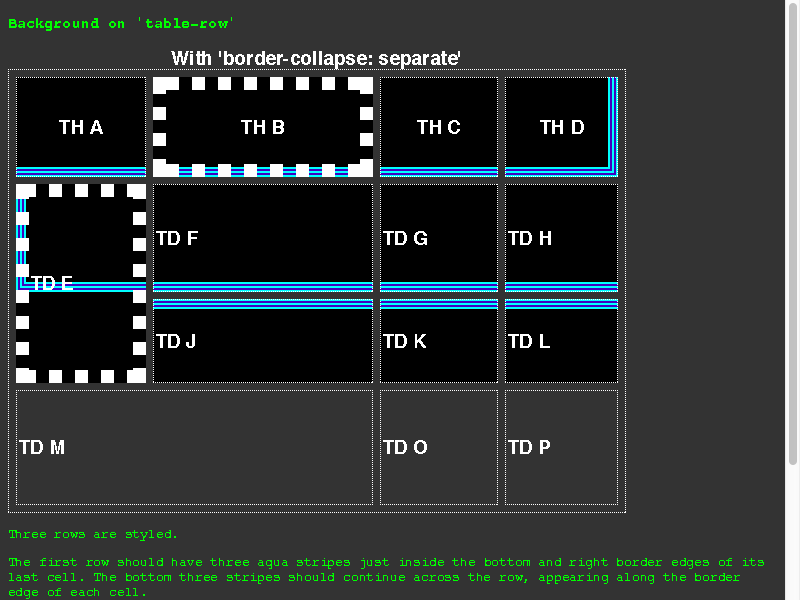 Background on 'table-row'
With 'border-collapse: separate'
TH A TH B TH C TH D
TD E TD F TD G TD H
TD J TD K TD L
TD M TD O TD P
Three rows are styled.
The first row should have three aqua stripes just inside the bottom and right border edges of its
last cell. The bottom three stripes should continue across the row, appearing along the border
edge of each cell.